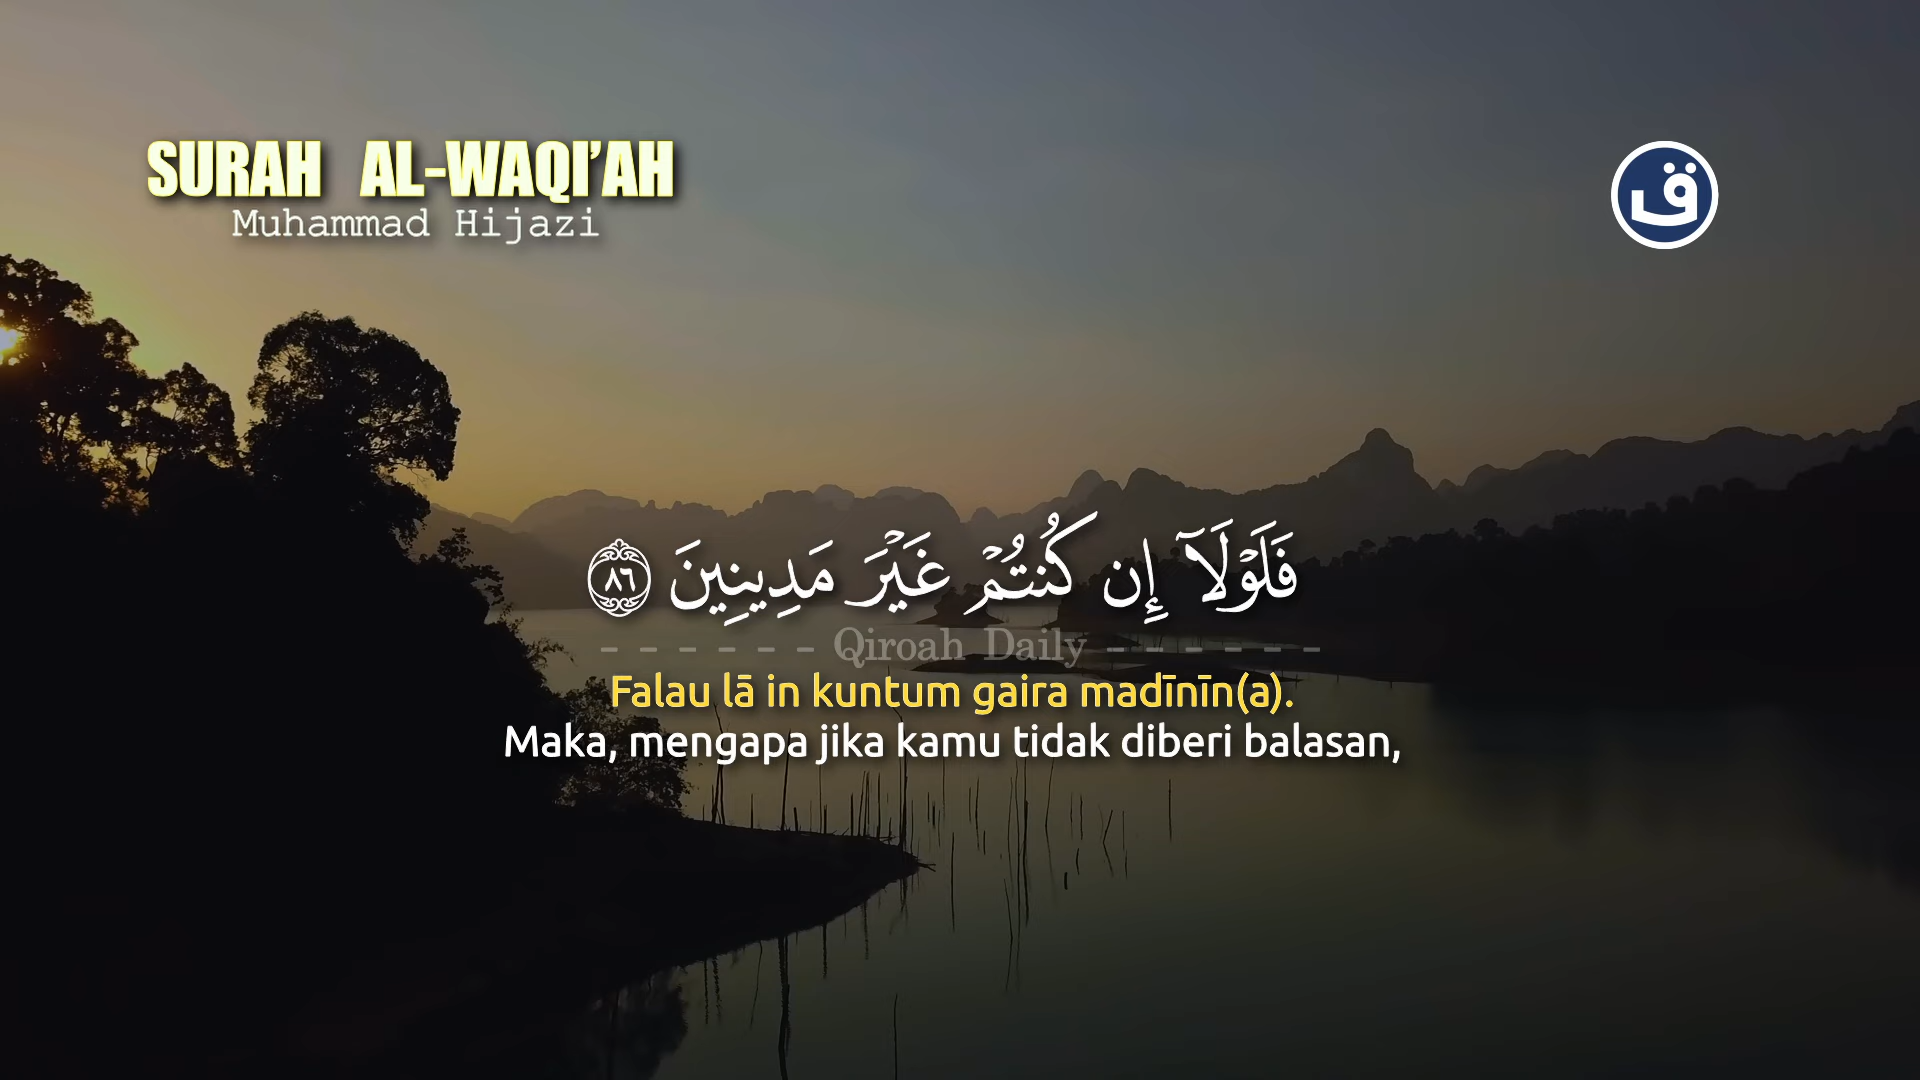 SURAH AL-WAQI’AH
Muhammad Hijazi
ق
فَلَوْلَآ إِن كُنتُمْ غَيْرَ مَدِينِينَ ٨٦
- - - - - - Qiroah Daily - - - - - -
Falau lā in kuntum gaira madīnīn(a).
Maka, mengapa jika kamu tidak diberi balasan,